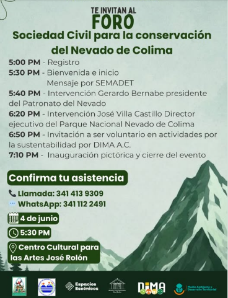 TE INVITAN AL
FORO
Sociedad Civil para la conservación
del Nevado de Colima
5:00 PM - Registro
5:30 PM - Bienvenida e inicio
Mensaje por SEMADET
5:40 PM - Intervención Gerardo Bernabe presidente
del Patronato del Nevado
6:20 PM - Intervención José Villa Castillo Director
ejecutivo del Parque Nacional Nevado de Colima
6:50 PM - Invitación a ser voluntario en actividades por
la sustentabilidad por DIMA A.C.
7:10 PM - Inauguración pictórica y cierre del evento
Confirma tu asistencia
Llamada: 341 413 9309
WhatsApp: 341 112 2491
4 de junio
5:30 PM
Centro Cultural para
las Artes José Rolón
Espacios
DIMA